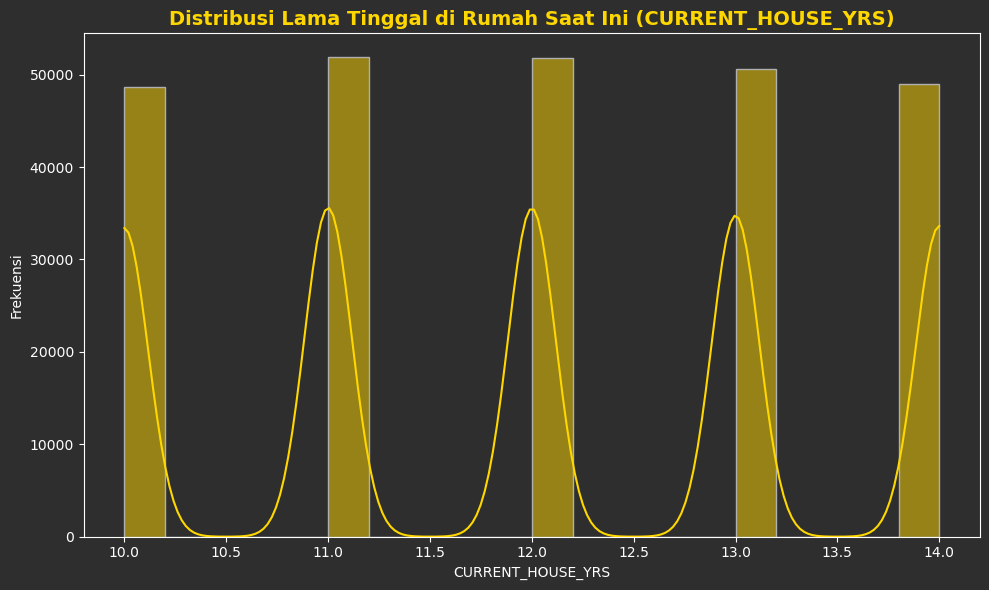 Distribusi Lama Tinggal di Rumah Saat Ini (CURRENT_HOUSE_YRS)
50000
40000
30000
20000
10000
0
Frekuensi
10.0 10.5 11.0 11.5 12.0 12.5 13.0 13.5 14.0
CURRENT_HOUSE_YRS